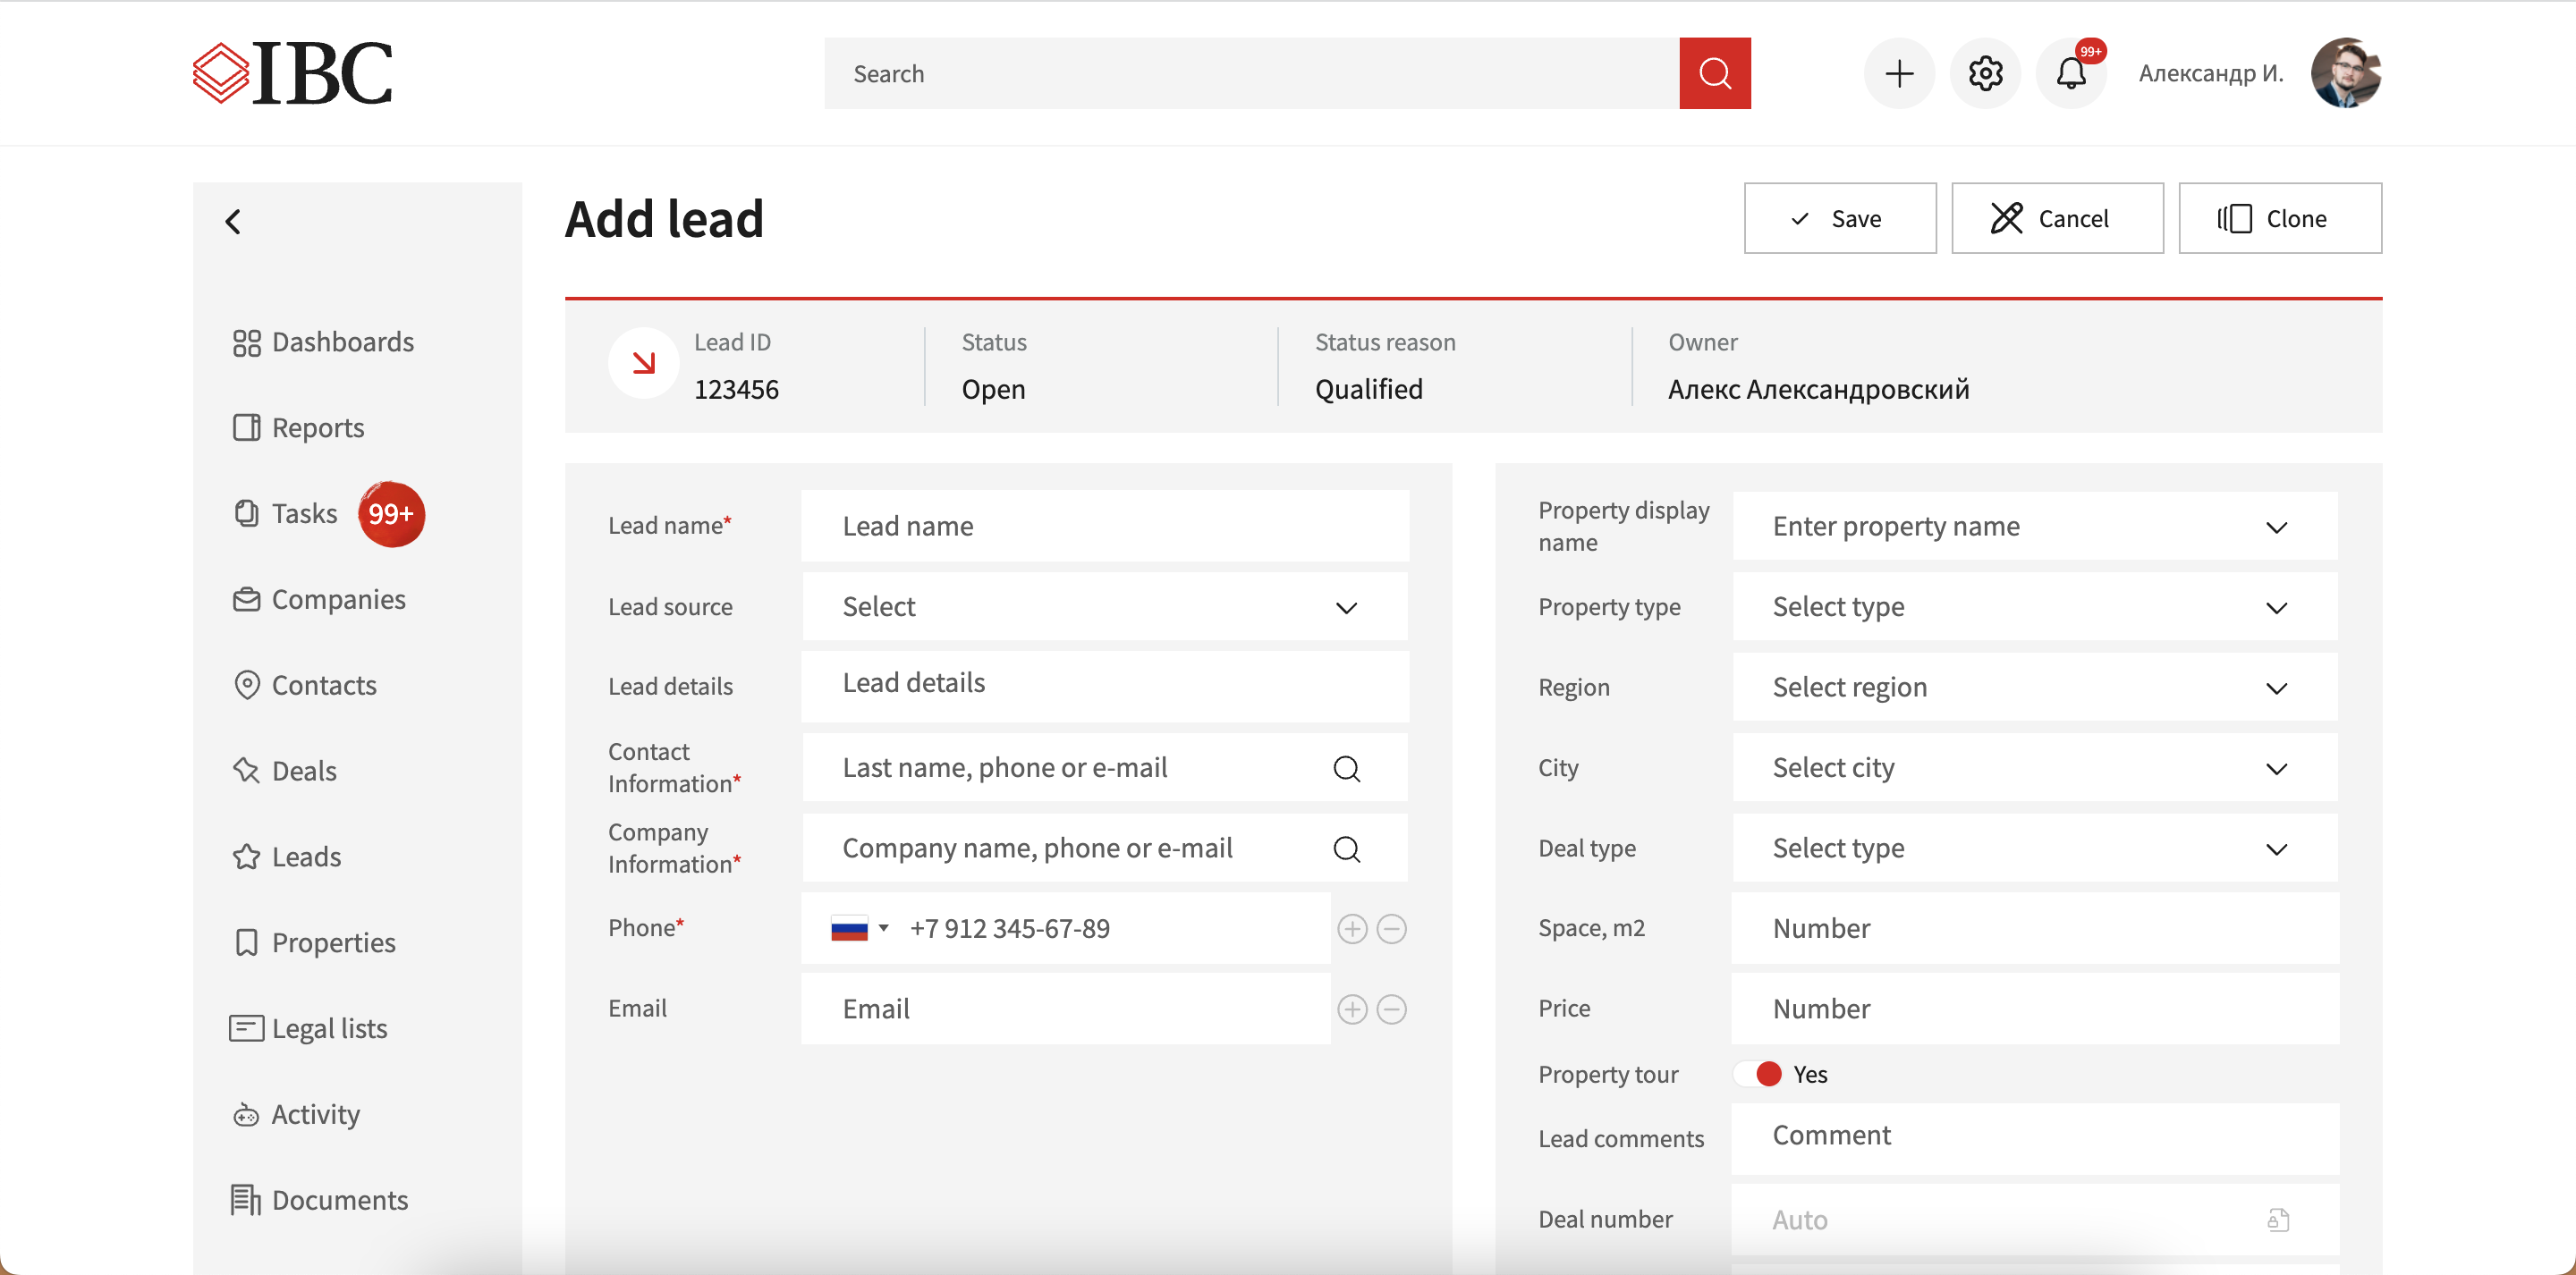 IBC
Search
99+
Александр И.
Add lead
Save
Cancel
Clone
Dashboards
Reports
Tasks
99+
Companies
Contacts
Deals
Leads
Properties
Legal lists
Activity
Documents
Lead ID
123456
Status
Open
Status reason
Qualified
Owner
Алекс Александровский
Lead name*
Lead name
Lead source
Select
Lead details
Lead details
Contact
Information*
Last name, phone or e-mail
Company
Information*
Company name, phone or e-mail
Phone*
+7 912 345-67-89
Email
Email
Property display
name
Enter property name
Property type
Select type
Region
Select region
City
Select city
Deal type
Select type
Space, m2
Number
Price
Number
Property tour
Yes
Lead comments
Comment
Deal number
Auto